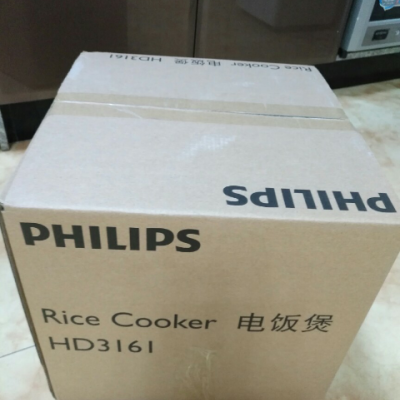 Rice Cooker 电饭煲 HD3161
PHILIPS
PHILIPS
Rice Cooker 电饭煲
HD3161